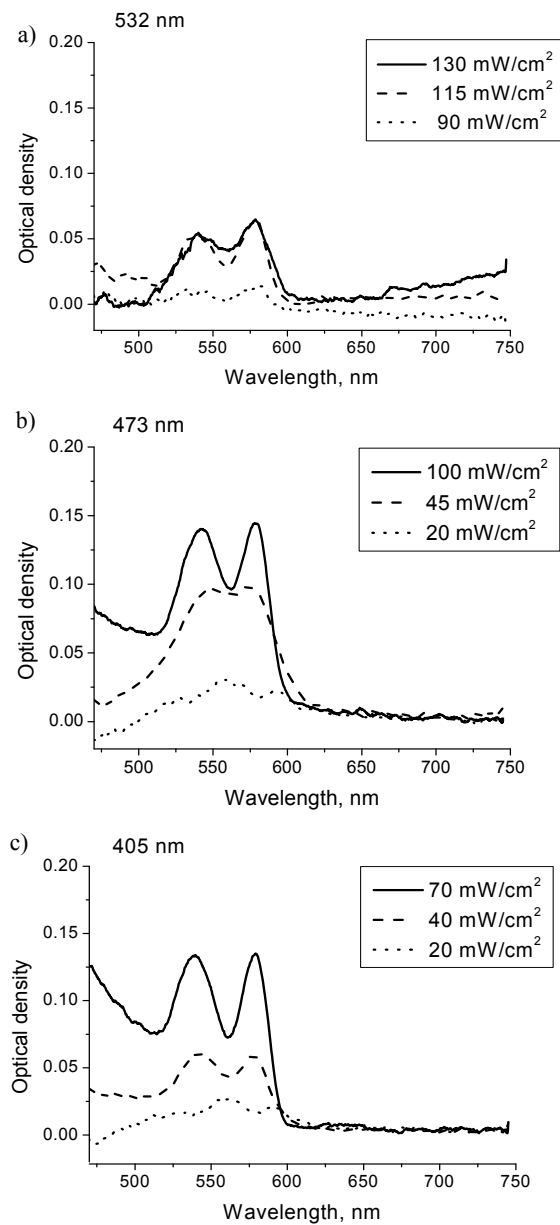 a)
532 nm
130 mW/cm²
115 mW/cm²
90 mW/cm²
Optical density
0.20
0.15
0.10
0.05
0.00
500 550 600 650 700 750
Wavelength, nm
b)
473 nm
100 mW/cm²
45 mW/cm²
20 mW/cm²
Optical density
0.20
0.15
0.10
0.05
0.00
500 550 600 650 700 750
Wavelength, nm
c)
405 nm
70 mW/cm²
40 mW/cm²
20 mW/cm²
Optical density
0.20
0.15
0.10
0.05
0.00
500 550 600 650 700 750
Wavelength, nm